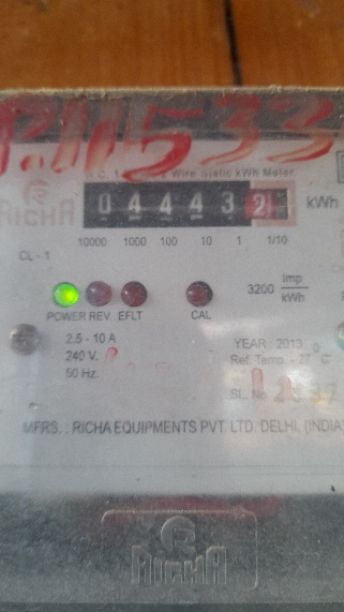 P.11533
A.C. 1 Wire Static kWh Meter
RICHA
0 4 4 4 3 2 kWh
10000 1000 100 10 1 1/10
CL - 1
3200 imp/kWh
POWER REV. EFLT CAL
2.5 - 10 A
240 V.
50 Hz.
YEAR : 2013
Ref. Temp. - 27°C
SL. No.
MFRS. : RICHA EQUIPMENTS PVT. LTD. DELHI, (INDIA)
RICHA